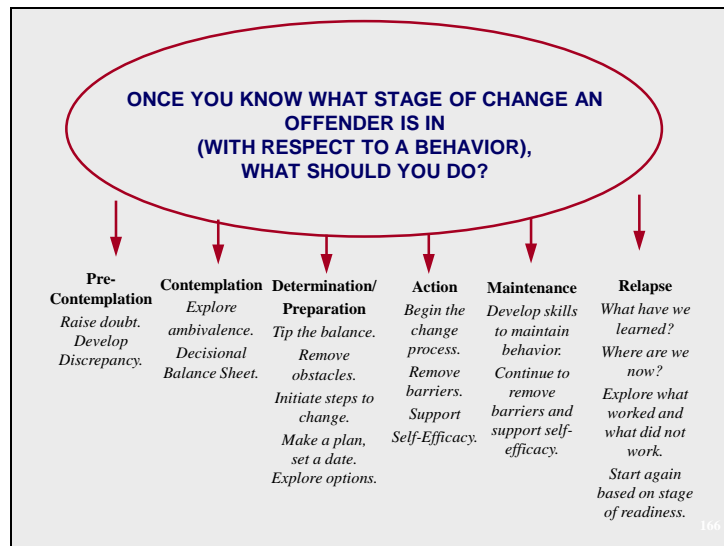 ONCE YOU KNOW WHAT STAGE OF CHANGE AN
OFFENDER IS IN
(WITH RESPECT TO A BEHAVIOR),
WHAT SHOULD YOU DO?
Pre-
Contemplation
Raise doubt.
Develop
Discrepancy.
Contemplation
Explore
ambivalence.
Decisional
Balance Sheet.
Determination/
Preparation
Tip the balance.
Remove
obstacles.
Initiate steps to
change.
Make a plan,
set a date.
Explore options.
Action
Begin the
change
process.
Remove
barriers.
Support
Self-Efficacy.
Maintenance
Develop skills
to maintain
behavior.
Continue to
remove
barriers and
support self-
efficacy.
Relapse
What have we
learned?
Where are we
now?
Explore what
worked and
what did not
work.
Start again
based on stage
of readiness.
166